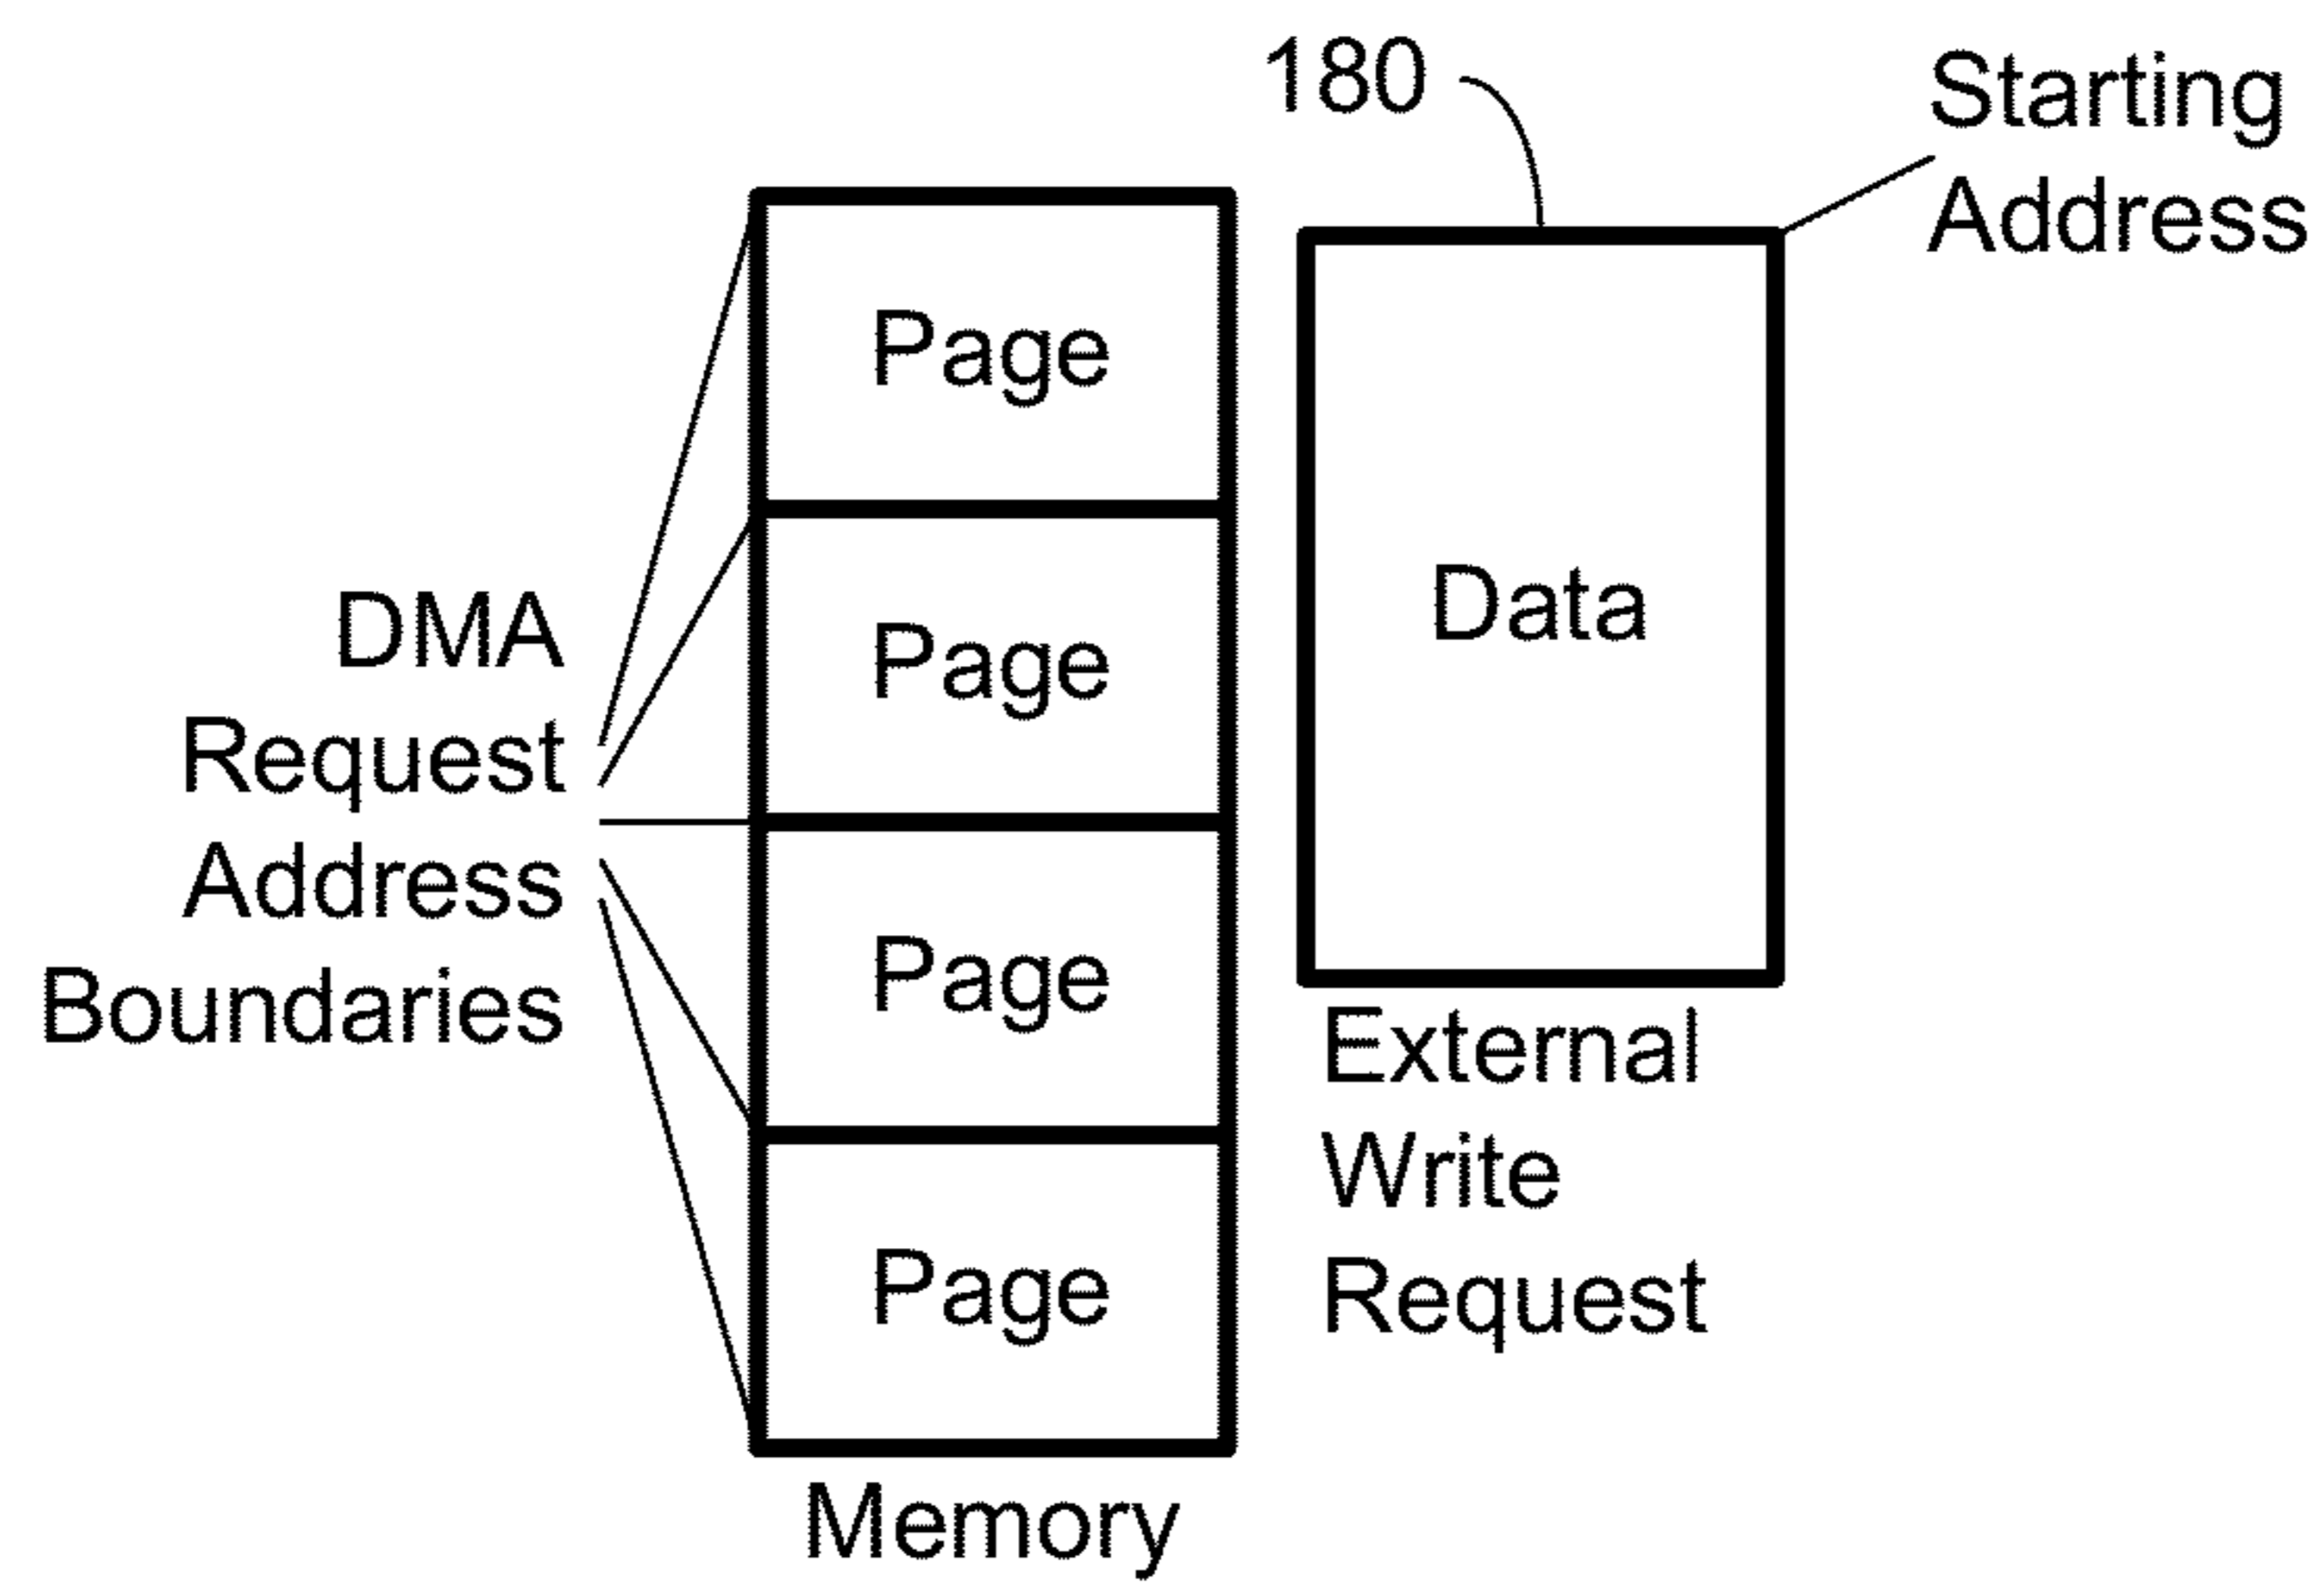 180
Starting
Address
Page
Page
Page
Page
DMA
Request
Address
Boundaries
Data
External
Write
Request
Memory